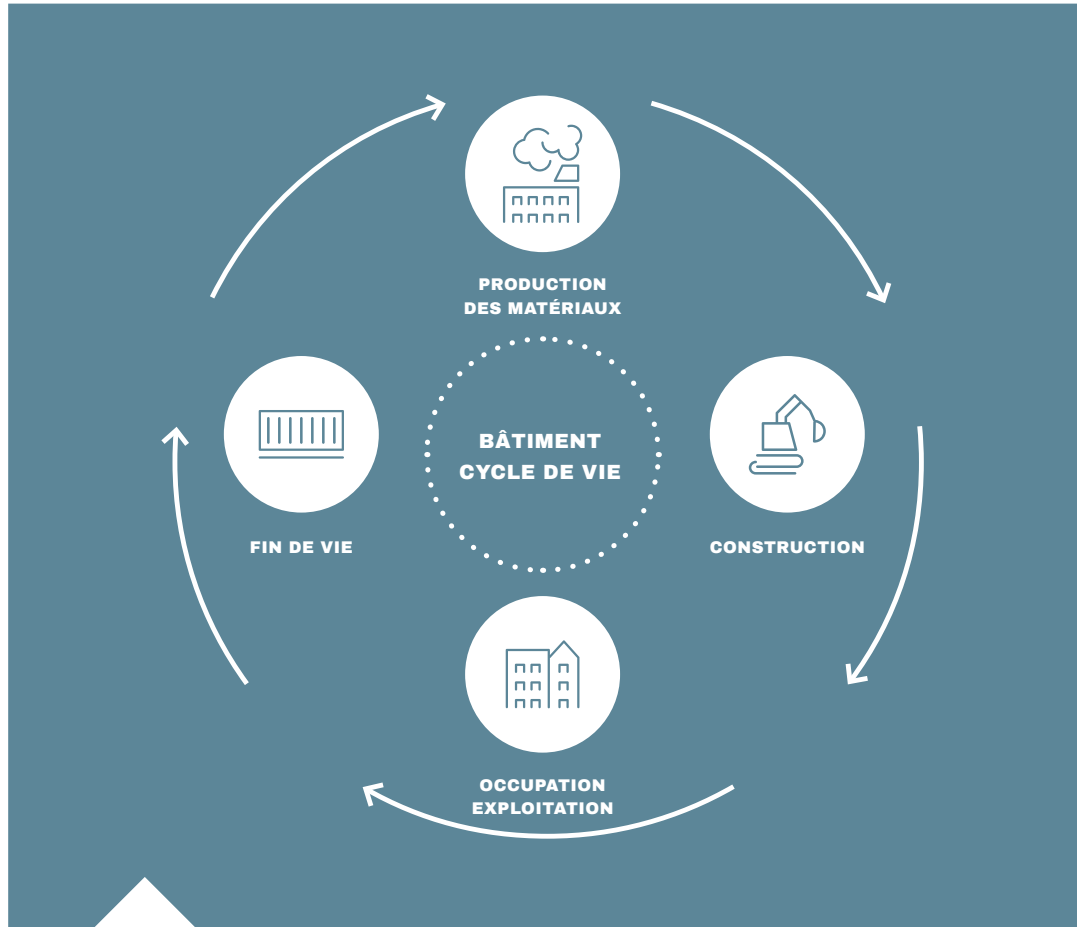 PRODUCTION
DES MATÉRIAUX
BÂTIMENT
CYCLE DE VIE
FIN DE VIE
CONSTRUCTION
OCCUPATION
EXPLOITATION